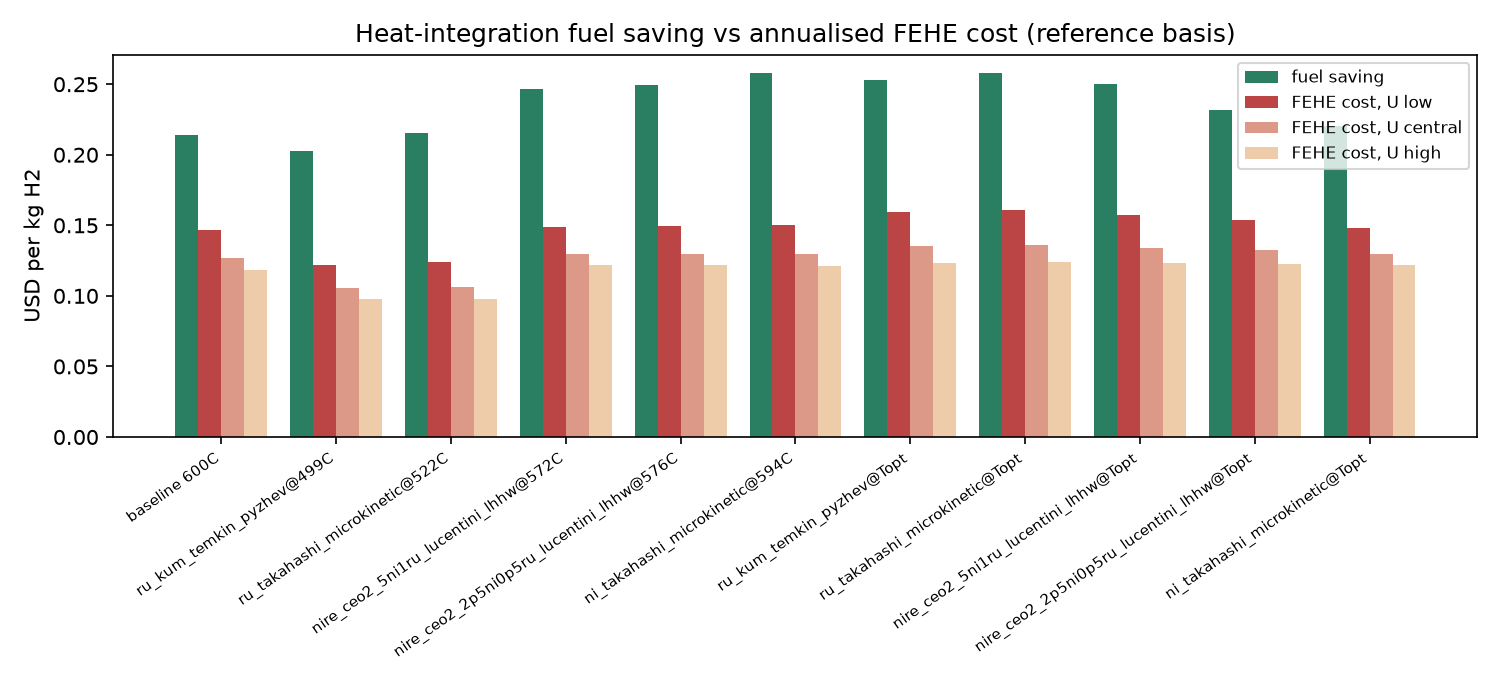 Heat-integration fuel saving vs annualised FEHE cost (reference basis)
USD per kg H2
0.25
0.20
0.15
0.10
0.05
0.00
fuel saving
FEHE cost, U low
FEHE cost, U central
FEHE cost, U high
baseline 600C
ru_kum_temkin_pyzhev@499C
ru_takahashi_microkinetic@522C
nire_ceo2_5ni1ru_lucentini_lhhw@572C
nire_ceo2_2p5ni0p5ru_lucentini_lhhw@576C
ni_takahashi_microkinetic@594C
ru_kum_temkin_pyzhev@Topt
ru_takahashi_microkinetic@Topt
nire_ceo2_5ni1ru_lucentini_lhhw@Topt
nire_ceo2_2p5ni0p5ru_lucentini_lhhw@Topt
ni_takahashi_microkinetic@Topt